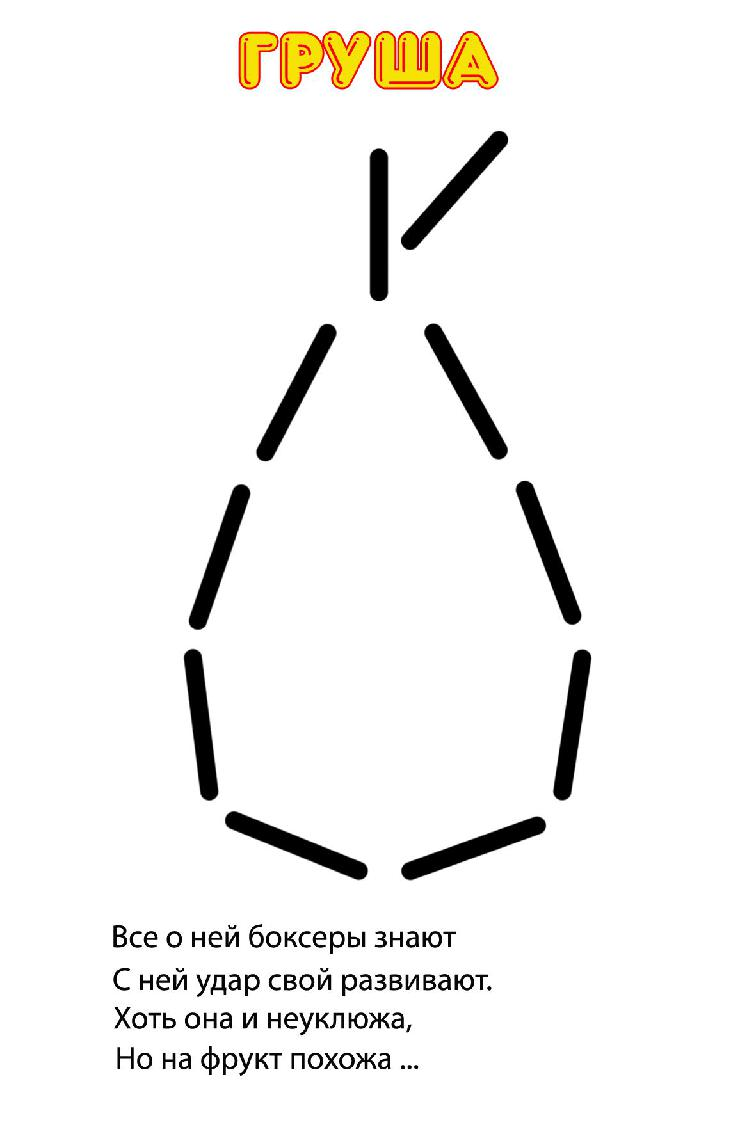 ГРУША
Все о ней боксеры знают
С ней удар свой развивают.
Хоть она и неуклюжа,
Но на фрукт похожа ...